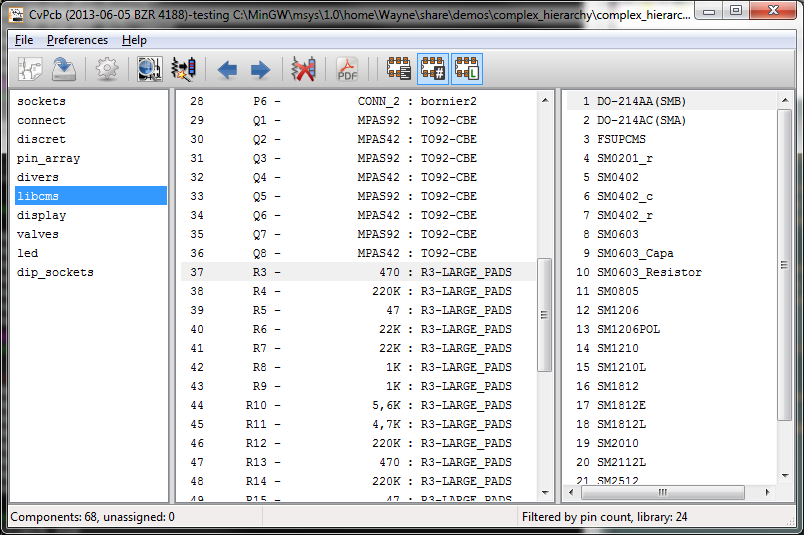 CvPcb (2013-06-05 BZR 4188)-testing C:\MinGW\msys\1.0\home\Wayne\share\demos\complex_hierarchy\complex_hierarc...
File Preferences Help
PDF # L
sockets
connect
discret
pin_array
divers
libcms
display
valves
led
dip_sockets
28 P6 - CONN_2 : bornier2
29 Q1 - MPAS92 : TO92-CBE
30 Q2 - MPAS42 : TO92-CBE
31 Q3 - MPAS92 : TO92-CBE
32 Q4 - MPAS42 : TO92-CBE
33 Q5 - MPAS42 : TO92-CBE
34 Q6 - MPAS42 : TO92-CBE
35 Q7 - MPAS92 : TO92-CBE
36 Q8 - MPAS42 : TO92-CBE
37 R3 - 470 : R3-LARGE_PADS
38 R4 - 220K : R3-LARGE_PADS
39 R5 - 47 : R3-LARGE_PADS
40 R6 - 22K : R3-LARGE_PADS
41 R7 - 22K : R3-LARGE_PADS
42 R8 - 1K : R3-LARGE_PADS
43 R9 - 1K : R3-LARGE_PADS
44 R10 - 5,6K : R3-LARGE_PADS
45 R11 - 4,7K : R3-LARGE_PADS
46 R12 - 220K : R3-LARGE_PADS
47 R13 - 470 : R3-LARGE_PADS
48 R14 - 220K : R3-LARGE_PADS
49 R15 - 47 : R3-LARGE_PADS
1 DO-214AA(SMB)
2 DO-214AC(SMA)
3 FSUPCMS
4 SM0201_r
5 SM0402
6 SM0402_c
7 SM0402_r
8 SM0603
9 SM0603_Capa
10 SM0603_Resistor
11 SM0805
12 SM1206
13 SM1206POL
14 SM1210
15 SM1210L
16 SM1812
17 SM1812E
18 SM1812L
19 SM2010
20 SM2112L
21 SM2512
Components: 68, unassigned: 0
Filtered by pin count, library: 24